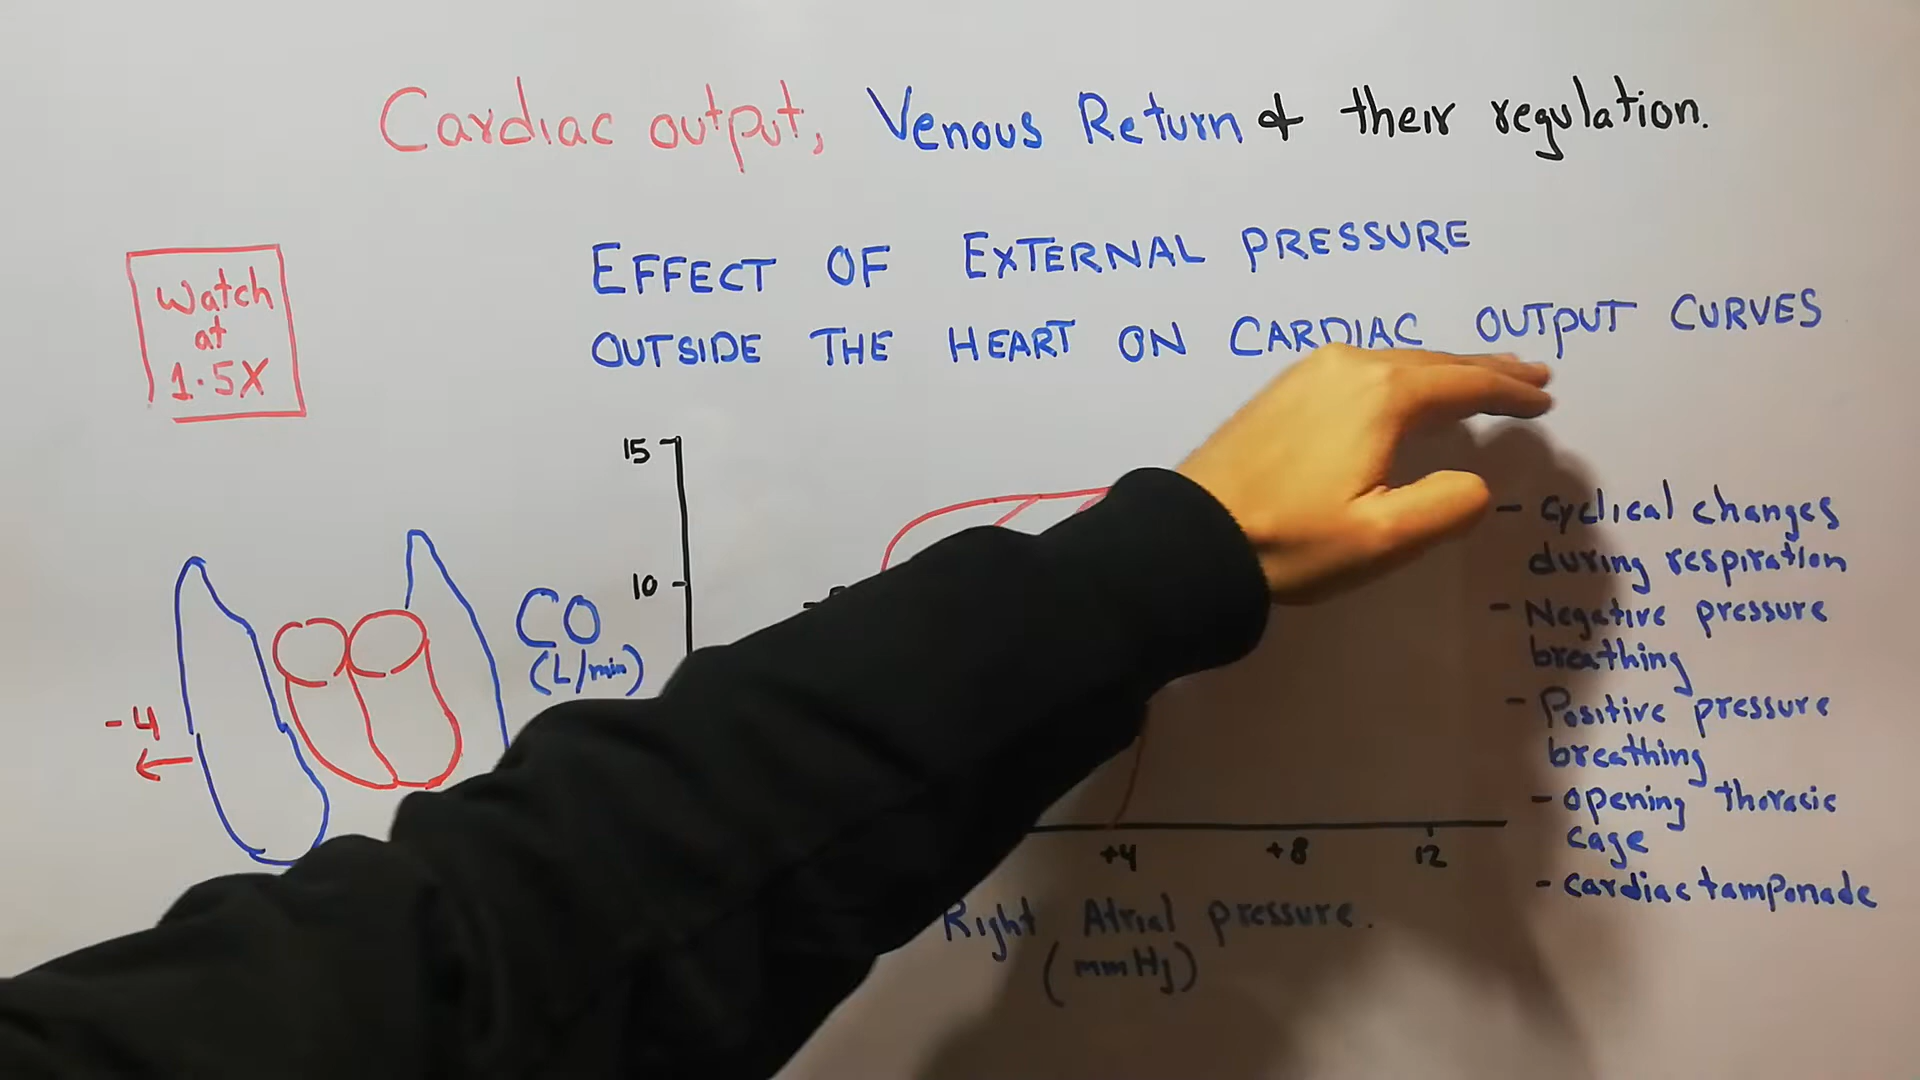 Cardiac output, Venous Return & their regulation.
EFFECT OF EXTERNAL PRESSURE
OUTSIDE THE HEART ON CARDIAC OUTPUT CURVES
Watch
at
1.5X
15
10
CO
(L/min)
-4
+4
+8
12
Right Atrial pressure.
(mmHg)
- Cyclical changes
during respiration
- Negative pressure
breathing
- Positive pressure
breathing
- Opening thoracic
cage
- Cardiac tamponade